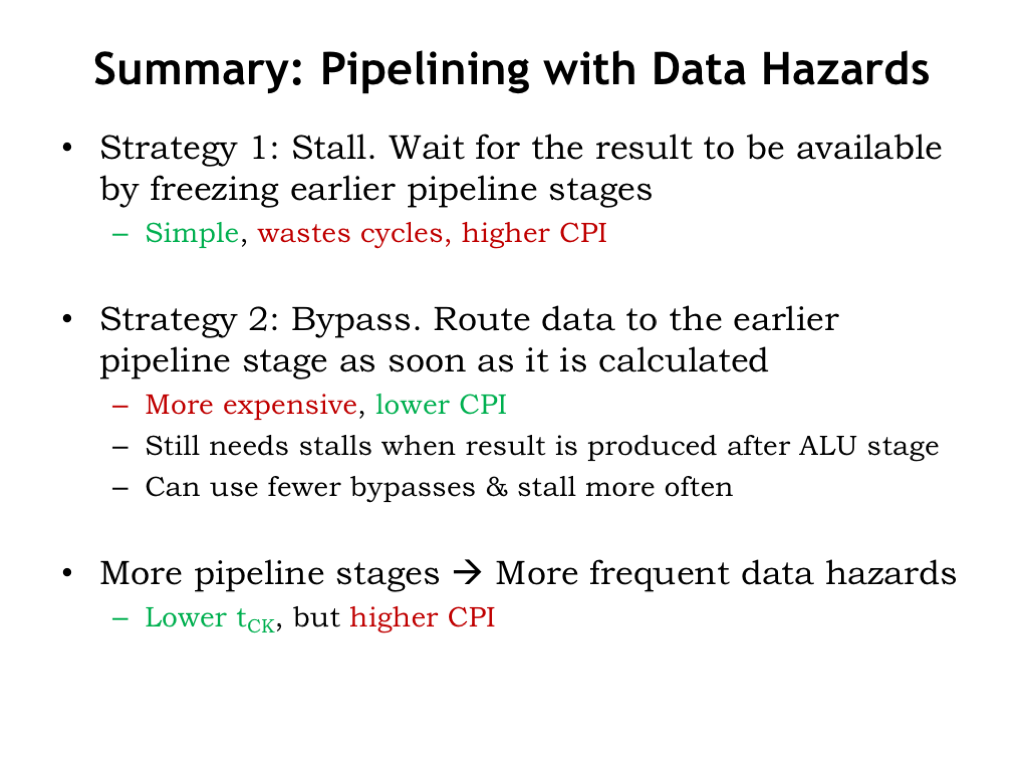 Summary: Pipelining with Data Hazards
• Strategy 1: Stall. Wait for the result to be available
by freezing earlier pipeline stages
– Simple, wastes cycles, higher CPI
• Strategy 2: Bypass. Route data to the earlier
pipeline stage as soon as it is calculated
– More expensive, lower CPI
– Still needs stalls when result is produced after ALU stage
– Can use fewer bypasses & stall more often
• More pipeline stages → More frequent data hazards
– Lower tCK, but higher CPI